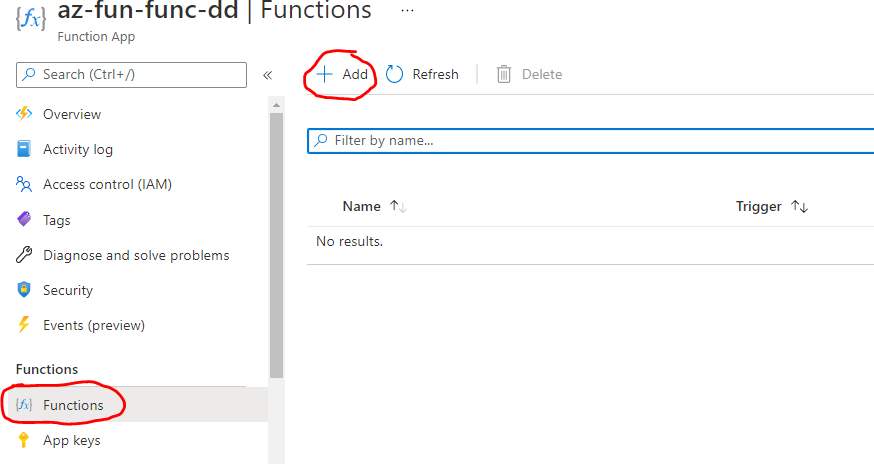 az-fun-func-dd | Functions ...
Function App
Search (Ctrl+/) «
+ Add Refresh Delete
Overview
Activity log
Access control (IAM)
Tags
Diagnose and solve problems
Security
Events (preview)
Functions
Functions
App keys
Filter by name...
Name ↑↓ Trigger ↑↓
No results.